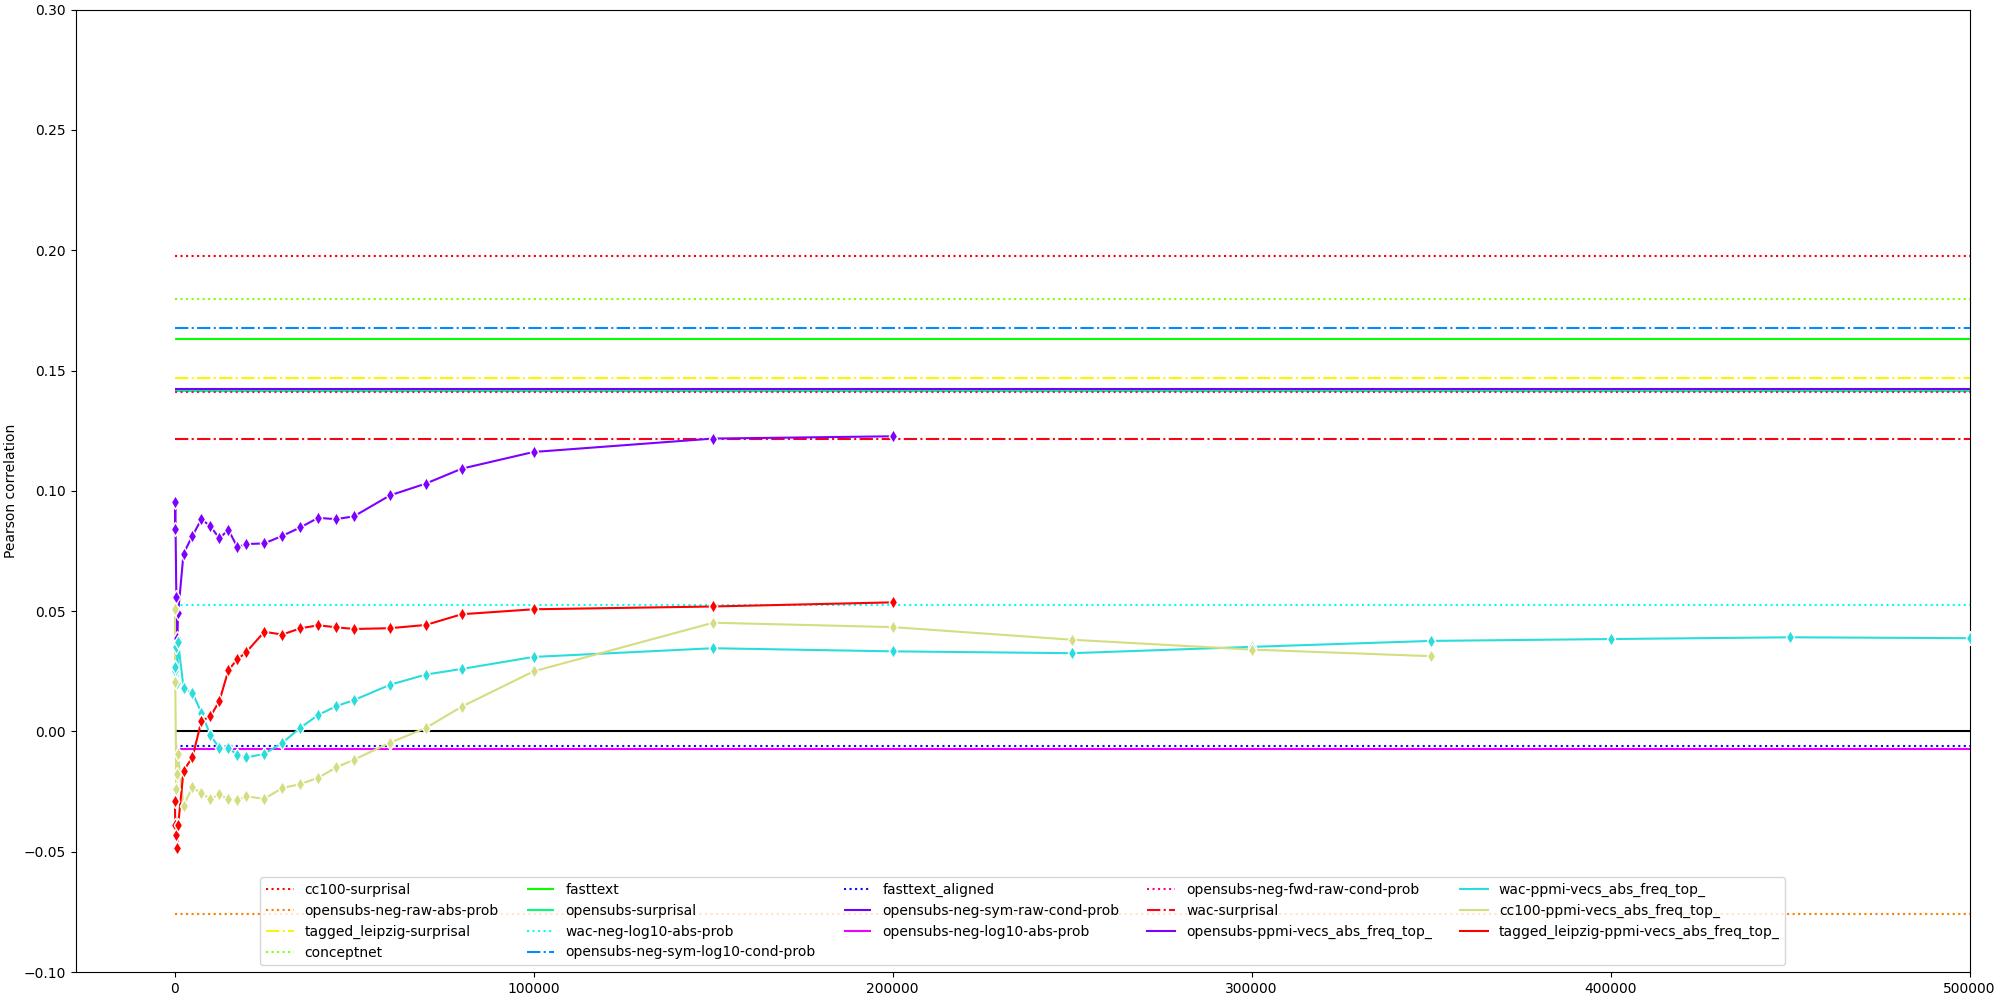 0.30
0.25
0.20
0.15
0.10
0.05
0.00
−0.05
−0.10
Pearson correlation
cc100-surprisal
opensubs-neg-raw-abs-prob
tagged_leipzig-surprisal
conceptnet
fasttext
opensubs-surprisal
wac-neg-log10-abs-prob
opensubs-neg-sym-log10-cond-prob
fasttext_aligned
opensubs-neg-sym-raw-cond-prob
opensubs-neg-log10-abs-prob
opensubs-neg-fwd-raw-cond-prob
wac-surprisal
opensubs-ppmi-vecs_abs_freq_top_
wac-ppmi-vecs_abs_freq_top_
cc100-ppmi-vecs_abs_freq_top_
tagged_leipzig-ppmi-vecs_abs_freq_top_
0 100000 200000 300000 400000 500000